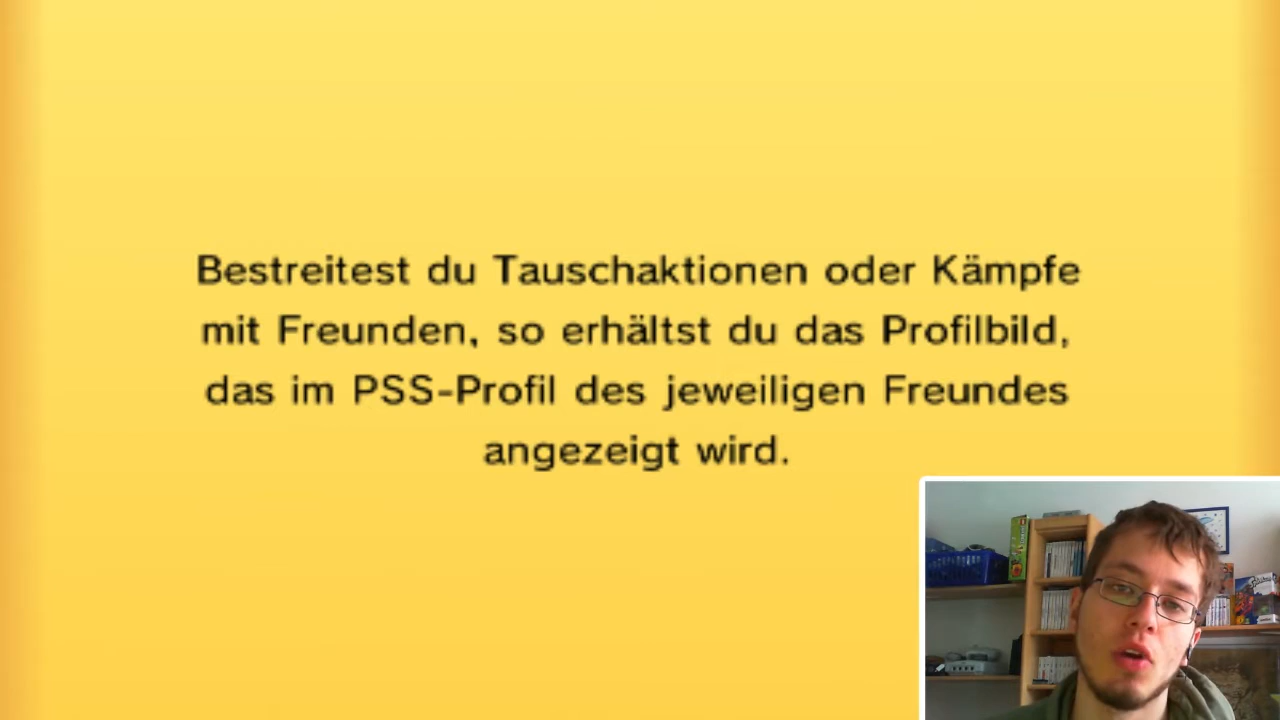 Bestreitest du Tauschaktionen oder Kämpfe
mit Freunden, so erhältst du das Profilbild,
das im PSS-Profil des jeweiligen Freundes
angezeigt wird.